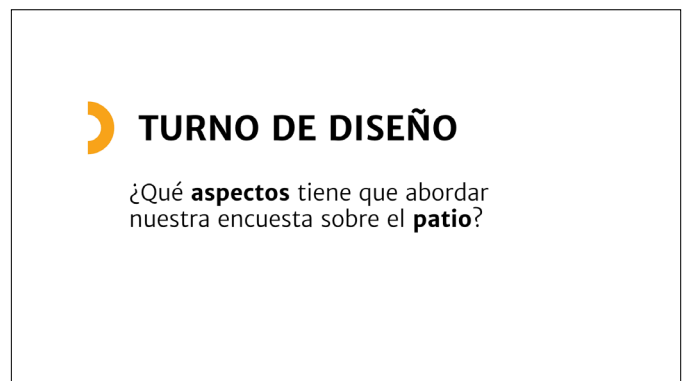 TURNO DE DISEÑO
¿Qué aspectos tiene que abordar
nuestra encuesta sobre el patio?